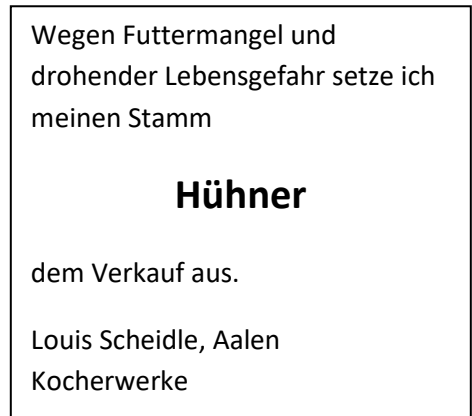 Wegen Futtermangel und
drohender Lebensgefahr setze ich
meinen Stamm
Hühner
dem Verkauf aus.
Louis Scheidle, Aalen
Kocherwerke